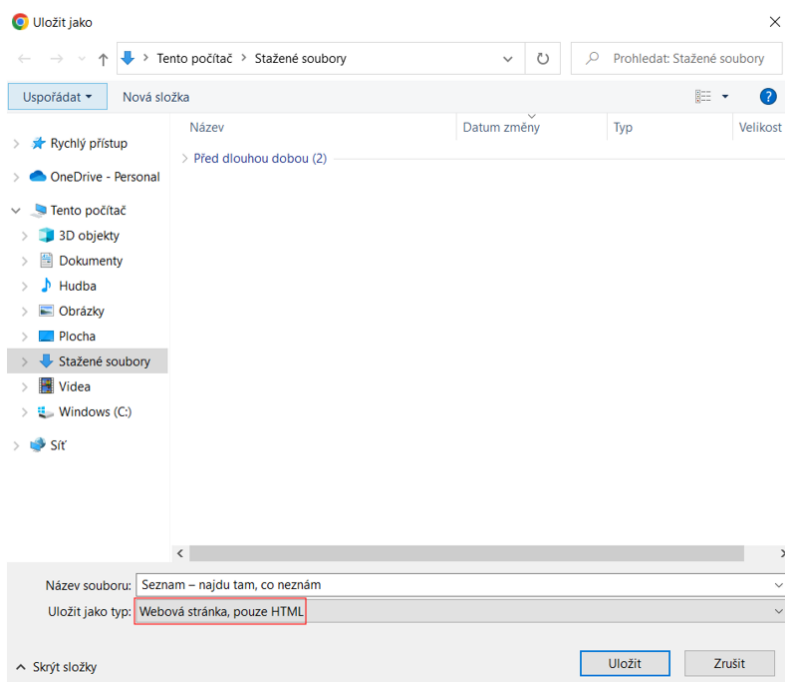 Uložit jako
Tento počítač > Stažené soubory
Prohledat: Stažené soubory
Uspořádat
Nová složka
?
Název
Datum změny
Typ
Velikost
Rychlý přístup
Před dlouhou dobou (2)
OneDrive - Personal
Tento počítač
3D objekty
Dokumenty
Hudba
Obrázky
Plocha
Stažené soubory
Videa
Windows (C:)
Síť
Název souboru: Seznam – najdu tam, co neznám
Uložit jako typ: Webová stránka, pouze HTML
Skrýt složky
Uložit
Zrušit